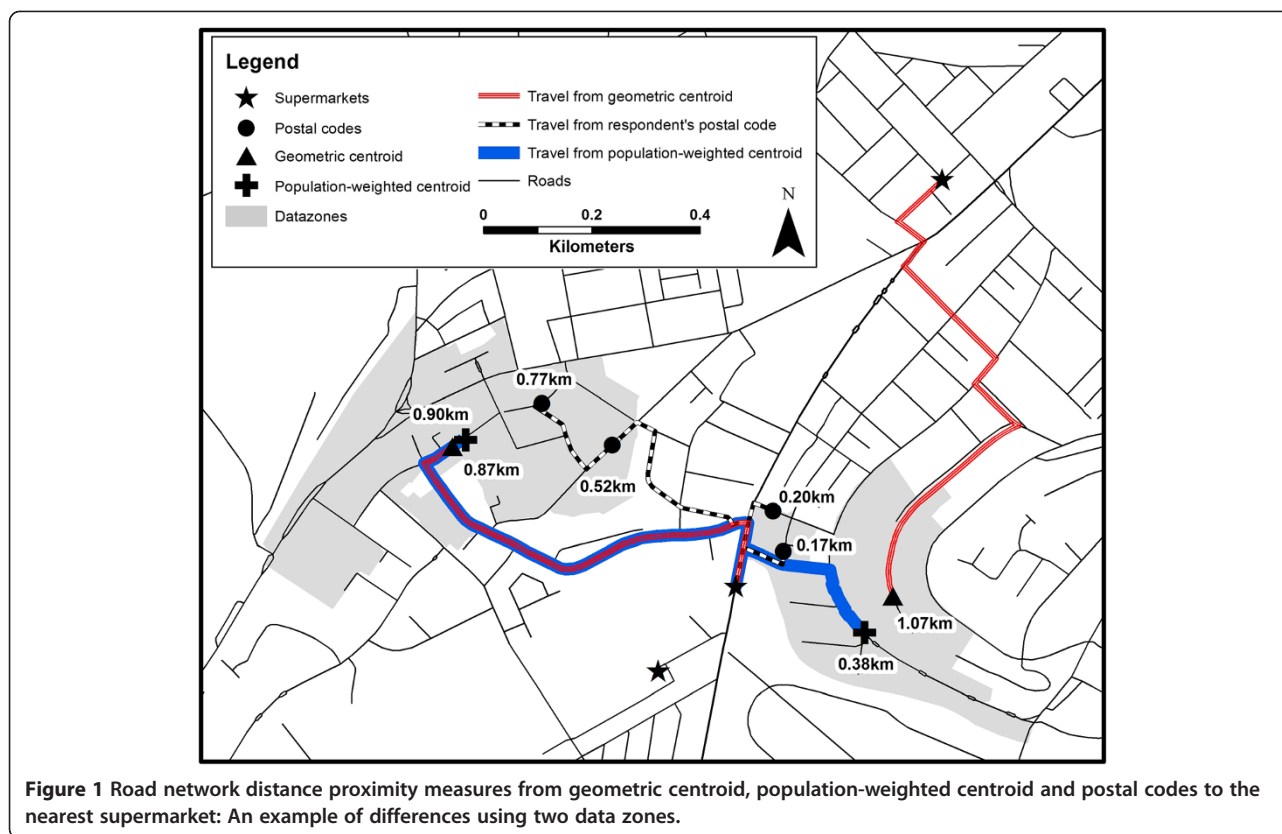 Legend
Supermarkets
Postal codes
Geometric centroid
Population-weighted centroid
Datazones
Travel from geometric centroid
Travel from respondent's postal code
Travel from population-weighted centroid
Roads
0 0.2 0.4
Kilometers
N
0.77km
0.90km
0.87km
0.52km
0.20km
0.17km
1.07km
0.38km
Figure 1 Road network distance proximity measures from geometric centroid, population-weighted centroid and postal codes to the
nearest supermarket: An example of differences using two data zones.